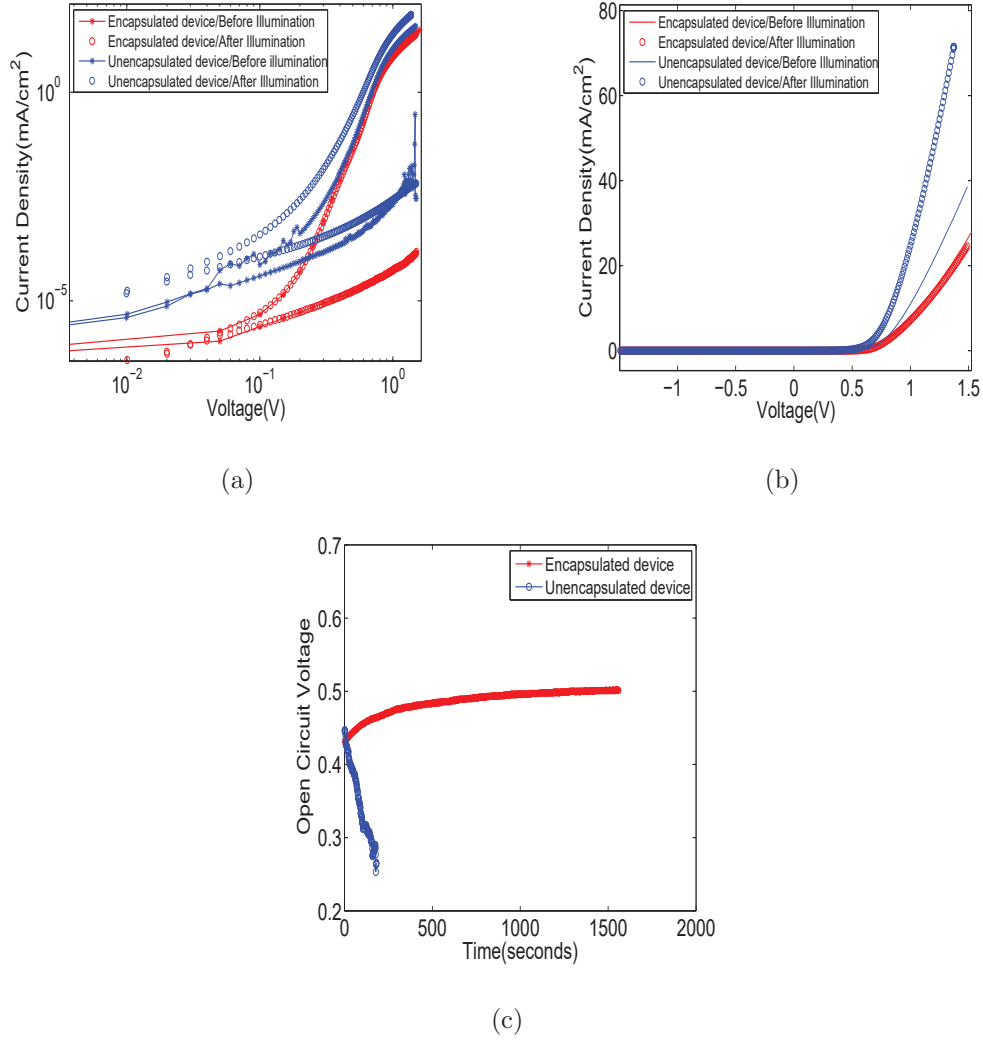 Encapsulated device/Before Illumination
Encapsulated device/After Illumination
Unencapsulated device/Before illumination
Unencapsulated device/After Illumination
Current Density(mA/cm²)
10⁰
10⁻⁵
10⁻²
10⁻¹
10⁰
Voltage(V)
(a)
Encapsulated device/Before Illumination
Encapsulated device/After Illumination
Unencapsulated device/Before Illumination
Unencapsulated device/After Illumination
Current Density(mA/cm²)
80
60
40
20
0
−1
−0.5
0
0.5
1
1.5
Voltage(V)
(b)
Encapsulated device
Unencapsulated device
Open Circuit Voltage
0.7
0.6
0.5
0.4
0.3
0.2
0
500
1000
1500
2000
Time(seconds)
(c)